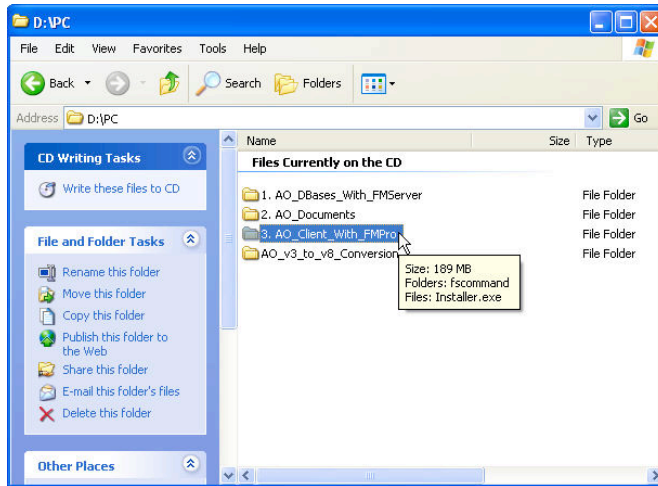 D:\PC
File Edit View Favorites Tools Help
Back Search Folders
Address D:\PC Go
Name Size Type
Files Currently on the CD
1. AO_DBases_With_FMServer File Folder
2. AO_Documents File Folder
3. AO_Client_With_FMPro File Folder
AO_v3_to_v8_Conversion File Folder
Size: 189 MB
Folders: fscommand
Files: Installer.exe
CD Writing Tasks
Write these files to CD
File and Folder Tasks
Rename this folder
Move this folder
Copy this folder
Publish this folder to
the Web
Share this folder
E-mail this folder's files
Delete this folder
Other Places